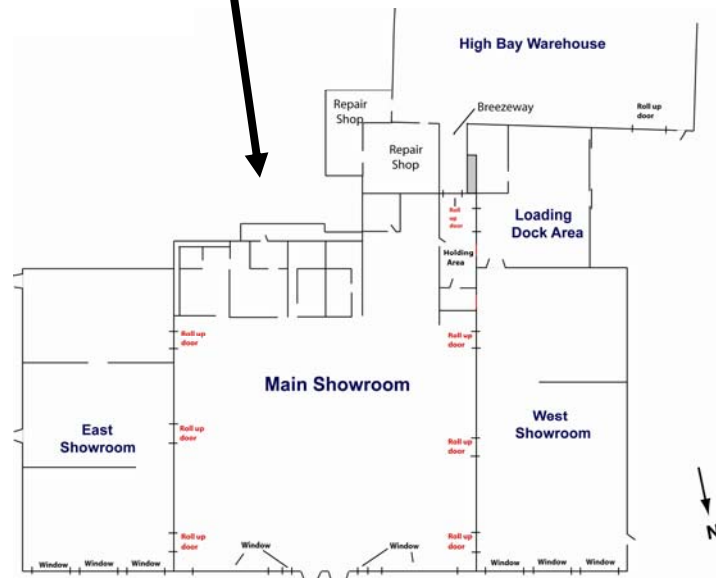 High Bay Warehouse
Roll up
door
Breezeway
Repair
Shop
Repair
Shop
Roll
up
door
Loading
Dock Area
Holding
Area
Roll up
door
Roll up
door
Main Showroom
East
Showroom
West
Showroom
Roll up
door
Roll up
door
Roll up
door
Roll up
door
N
Window
Window
Window
Window
Window
Window
Window
Window